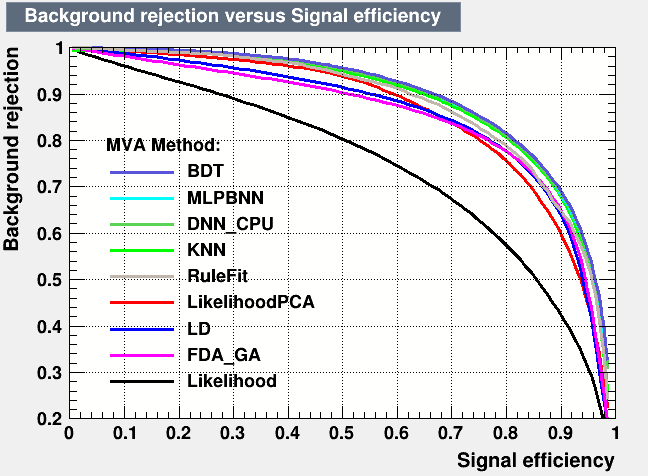 Background rejection versus Signal efficiency
Background rejection
1
0.9
0.8
0.7
0.6
0.5
0.4
0.3
0.2
MVA Method:
BDT
MLPBNN
DNN_CPU
KNN
RuleFit
LikelihoodPCA
LD
FDA_GA
Likelihood
0 0.1 0.2 0.3 0.4 0.5 0.6 0.7 0.8 0.9 1
Signal efficiency